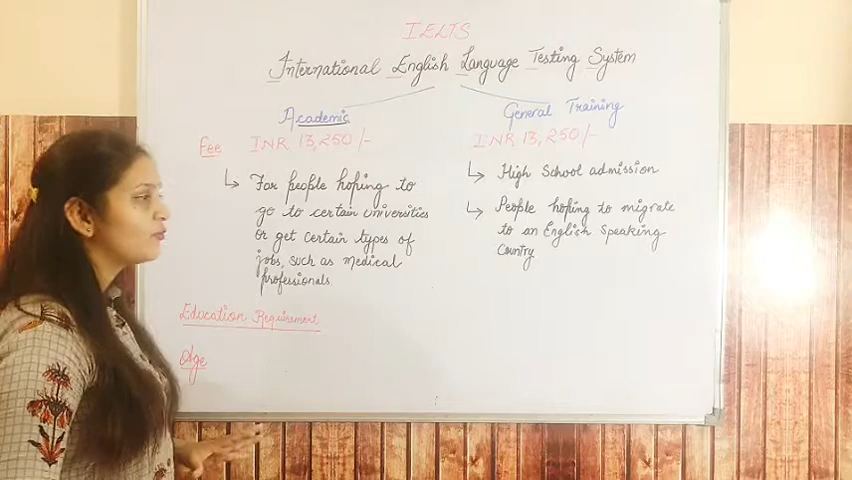 IELTS
International English Language Testing System
Academic
General Training
Fee INR 13,250/-
INR 13,250/-
↳ For people hoping to
go to certain universities
or get certain types of
jobs, such as medical
professionals.
↳ High School admission
↳ People hoping to migrate
to an English Speaking
Country
Education Requirement
Age